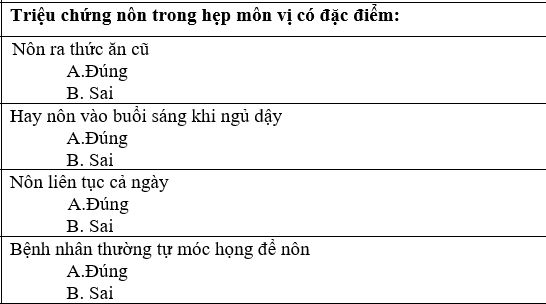 Triệu chứng nôn trong hẹp môn vị có đặc điểm:
Nôn ra thức ăn cũ
A.Đúng
B. Sai
Hay nôn vào buổi sáng khi ngủ dậy
A.Đúng
B. Sai
Nôn liên tục cả ngày
A.Đúng
B. Sai
Bệnh nhân thường tự móc họng để nôn
A.Đúng
B. Sai